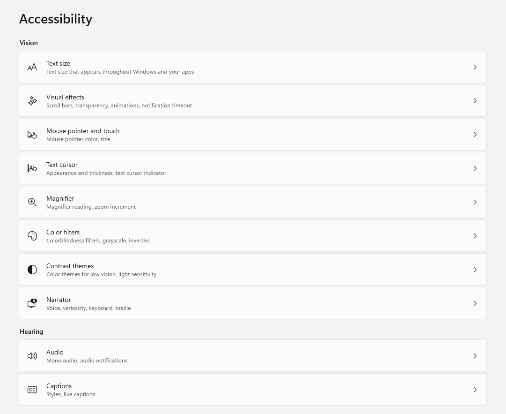 Accessibility
Vision
Text size
Text size that appears throughout Windows and your apps
Visual effects
Scroll bars, transparency, animations, notification timeout
Mouse pointer and touch
Mouse pointer color, size
Text cursor
Appearance and thickness, text cursor indicator
Magnifier
Magnifier reading, zoom increment
Color filters
Colorblindness filters, grayscale, inverted
Contrast themes
Color themes for low vision, light sensitivity
Narrator
Voice, verbosity, keyboard, braille
Hearing
Audio
Mono audio, audio notifications
Captions
Styles, live captions